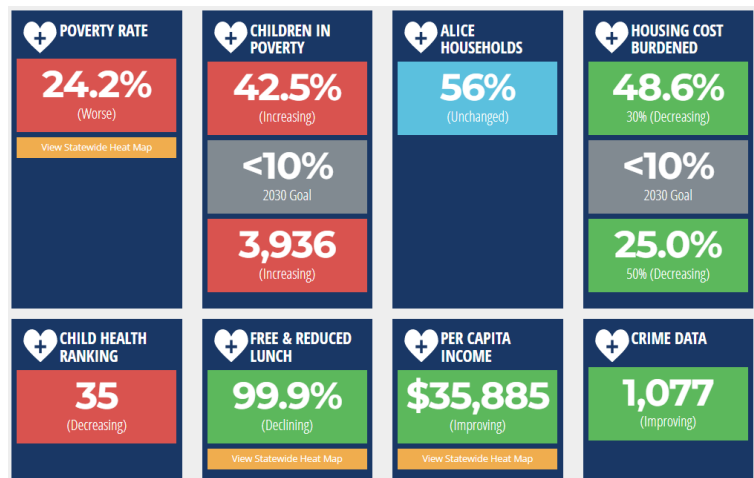 POVERTY RATE
24.2%
(Worse)
View Statewide Heat Map
CHILDREN IN
POVERTY
42.5%
(Increasing)
<10%
2030 Goal
3,936
(Increasing)
ALICE
HOUSEHOLDS
56%
(Unchanged)
HOUSING COST
BURDENED
48.6%
30% (Decreasing)
<10%
2030 Goal
25.0%
50% (Decreasing)
CHILD HEALTH
RANKING
35
(Decreasing)
FREE & REDUCED
LUNCH
99.9%
(Declining)
View Statewide Heat Map
PER CAPITA
INCOME
$35,885
(Improving)
View Statewide Heat Map
CRIME DATA
1,077
(Improving)